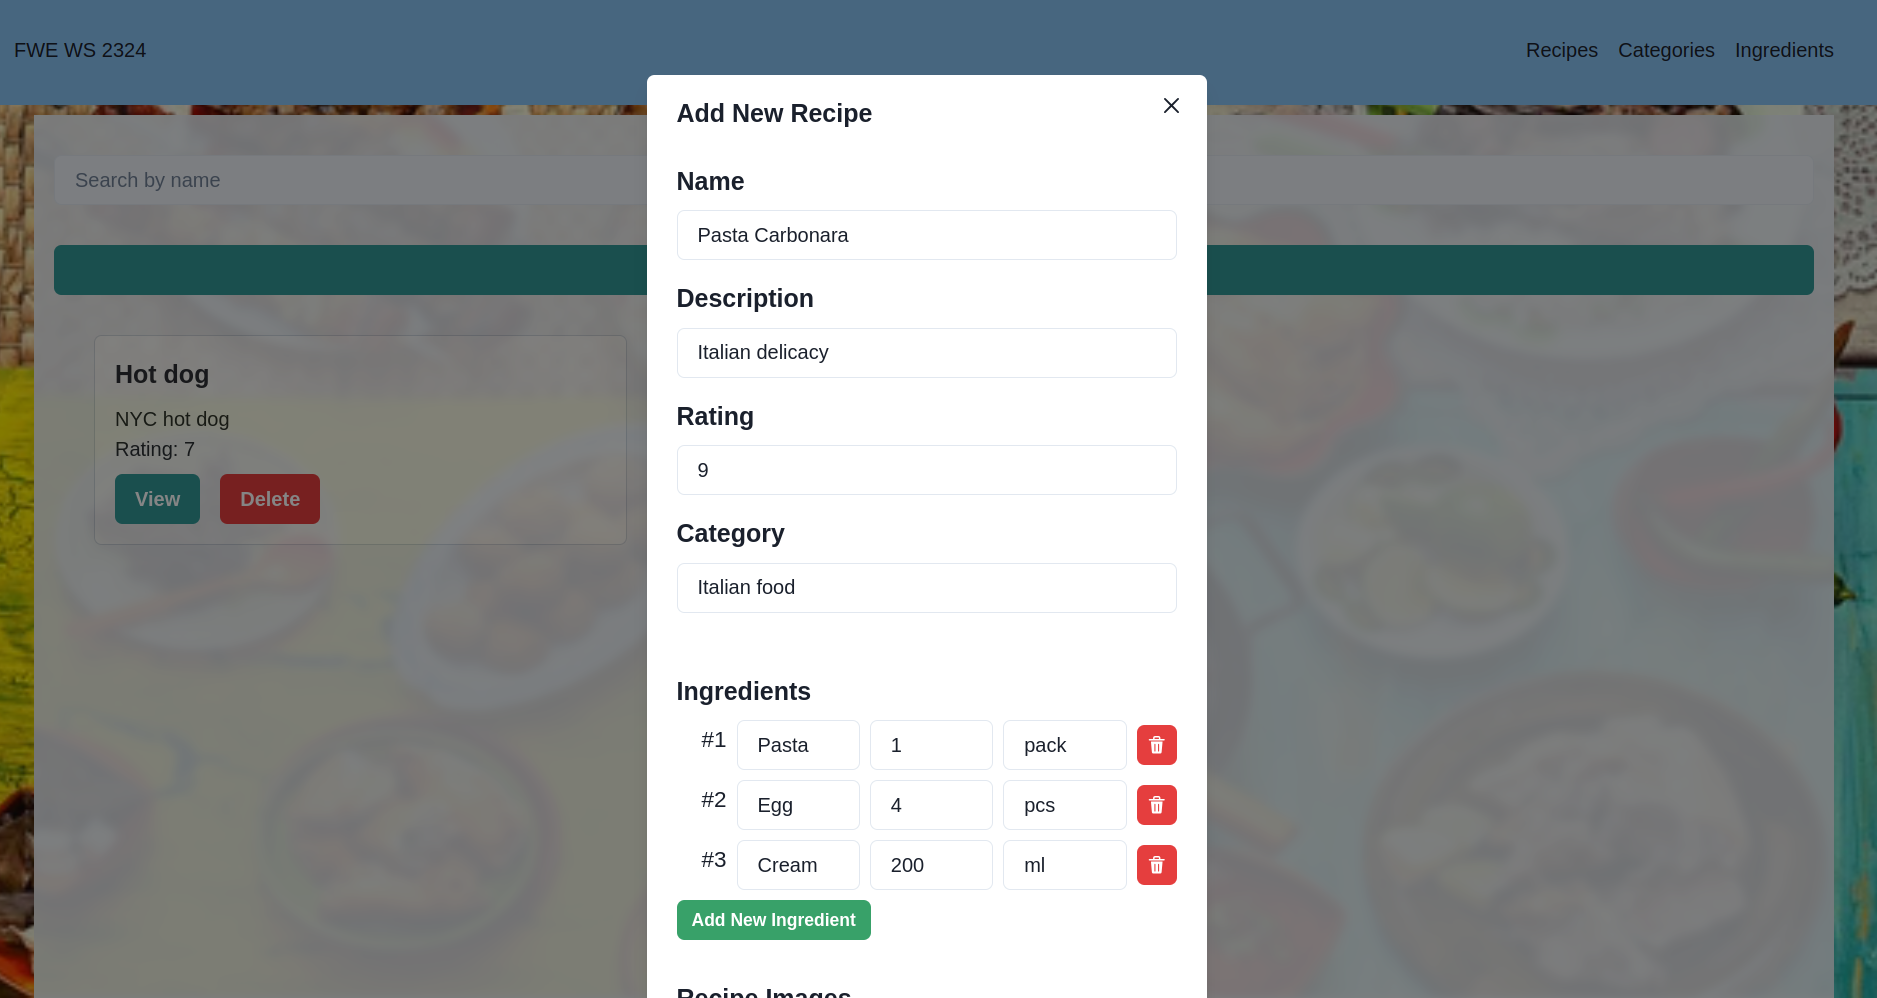 FWE WS 2324
Recipes Categories Ingredients
Search by name
Hot dog
NYC hot dog
Rating: 7
View Delete
Add New Recipe
Name
Pasta Carbonara
Description
Italian delicacy
Rating
9
Category
Italian food
Ingredients
#1 Pasta 1 pack
#2 Egg 4 pcs
#3 Cream 200 ml
Add New Ingredient
Recipe Images